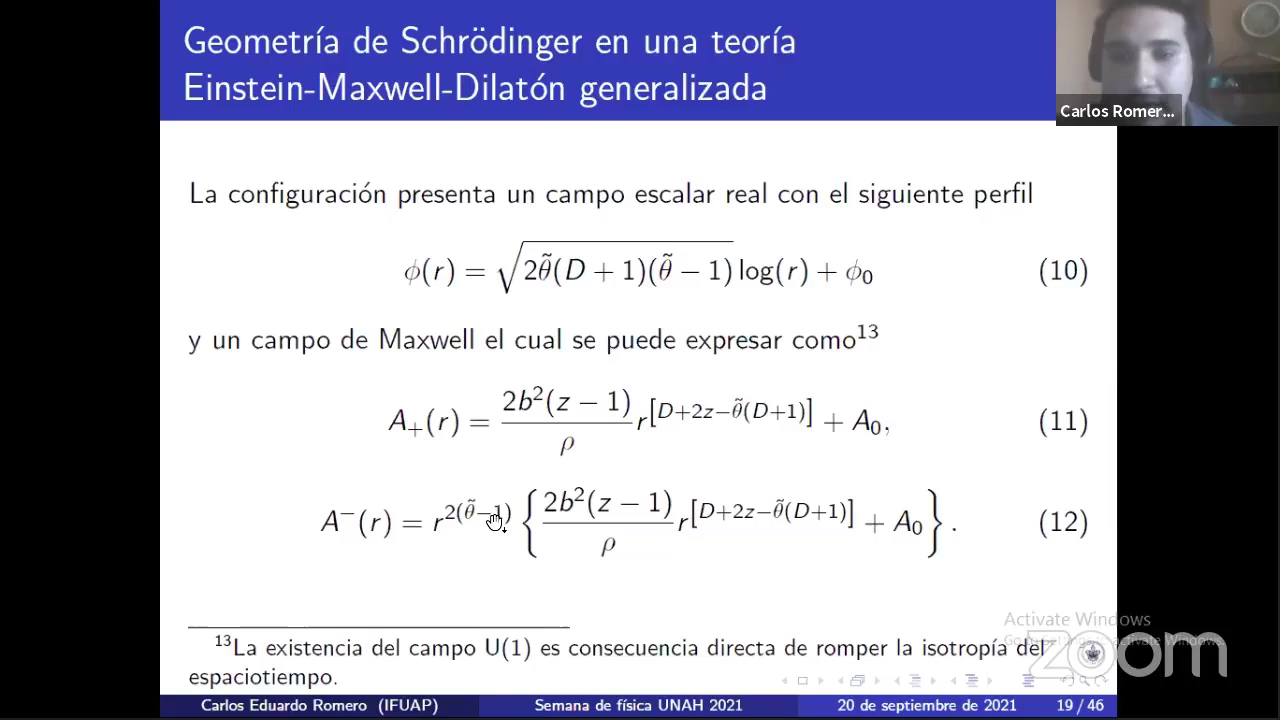 Geometría de Schrödinger en una teoría
Einstein-Maxwell-Dilatón generalizada
Carlos Romer...
La configuración presenta un campo escalar real con el siguiente perfil
ϕ(r) = √(2θ̃(D + 1)(θ̃ − 1)) log(r) + ϕ₀ (10)
y un campo de Maxwell el cual se puede expresar como¹³
A₊(r) = 2b²(z − 1)/ρ r^[D+2z−θ̃(D+1)] + A₀, (11)
A⁻(r) = r^2(θ̃−1) {2b²(z − 1)/ρ r^[D+2z−θ̃(D+1)] + A₀}. (12)
¹³La existencia del campo U(1) es consecuencia directa de romper la isotropía del
espaciotiempo.
Activate Windows
zoom
Carlos Eduardo Romero (IFUAP) Semana de física UNAH 2021 20 de septiembre de 2021 19 / 46